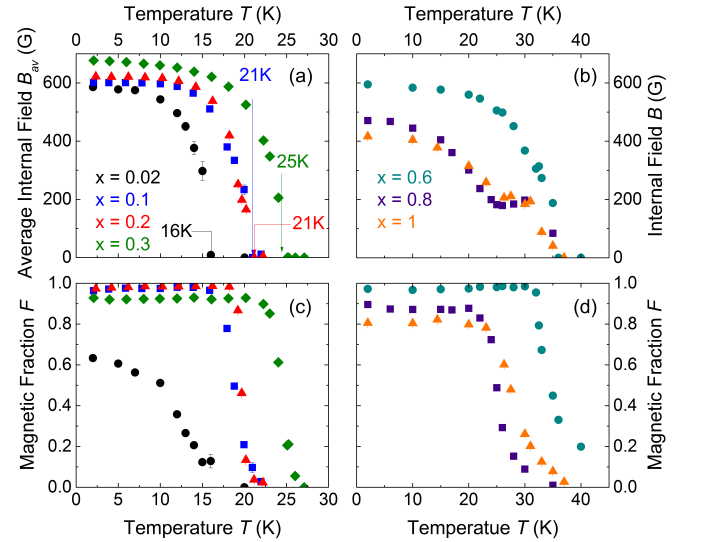 Temperature T (K)
Temperature T (K)
0 5 10 15 20 25 30
0 10 20 30 40
Average Internal Field B_av (G)
600
400
200
0
(a)
21K
25K
21K
16K
x = 0.02
x = 0.1
x = 0.2
x = 0.3
(b)
x = 0.6
x = 0.8
x = 1
600
400
200
0
Internal Field B (G)
Magnetic Fraction F
1.0
0.8
0.6
0.4
0.2
0.0
(c)
(d)
1.0
0.8
0.6
0.4
0.2
0.0
Magnetic Fraction F
0 5 10 15 20 25 30
0 10 20 30 40
Temperature T (K)
Temperatue T (K)